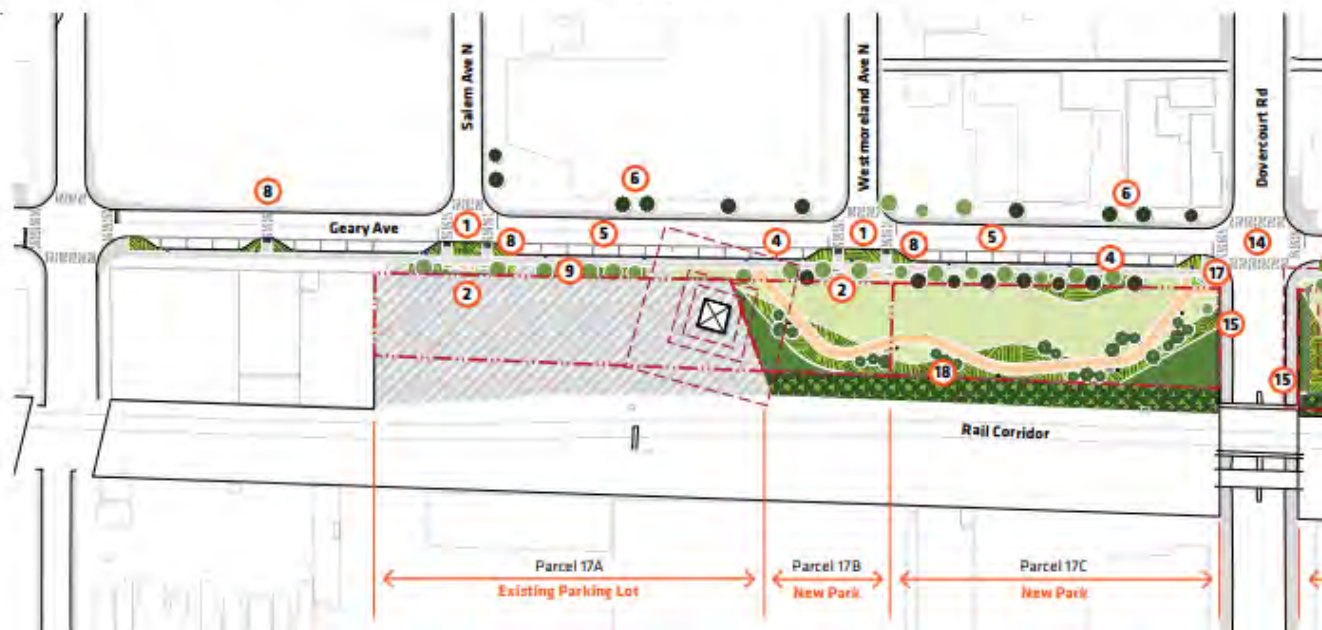 Salem Ave N
Westmoreland Ave N
Dovercourt Rd
8
6
6
Geary Ave
1
8
5
4
1
8
5
4
14
2
9
2
17
15
18
15
Rail Corridor
Parcel 17A
Existing Parking Lot
Parcel 17B
New Park
Parcel 17C
New Park